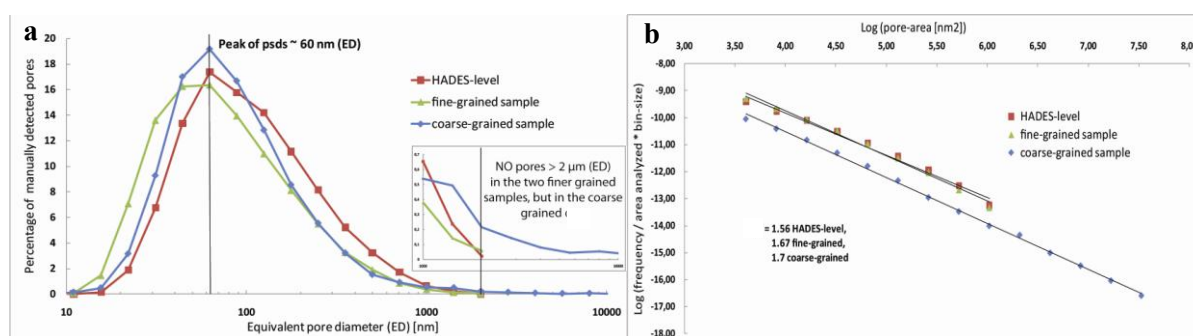 a
Peak of psds ~ 60 nm (ED)
Percentage of manually detected pores
20
18
16
14
12
10
8
6
4
2
0
HADES-level
fine-grained sample
coarse-grained sample
NO pores > 2 µm (ED)
in the two finer grained
samples, but in the coarse
grained
10
100
1000
10000
Equivalent pore diameter (ED) [nm]
b
Log (pore-area [nm2])
3,00 3,50 4,00 4,50 5,00 5,50 6,00 6,50 7,00 7,50 8,00
-8,00
-9,00
-10,00
-11,00
-12,00
-13,00
-14,00
-15,00
-16,00
-17,00
-18,00
Log (frequency / area analyzed * bin-size)
HADES-level
fine-grained sample
coarse-grained sample
= 1.56 HADES-level,
1.67 fine-grained,
1.7 coarse-grained